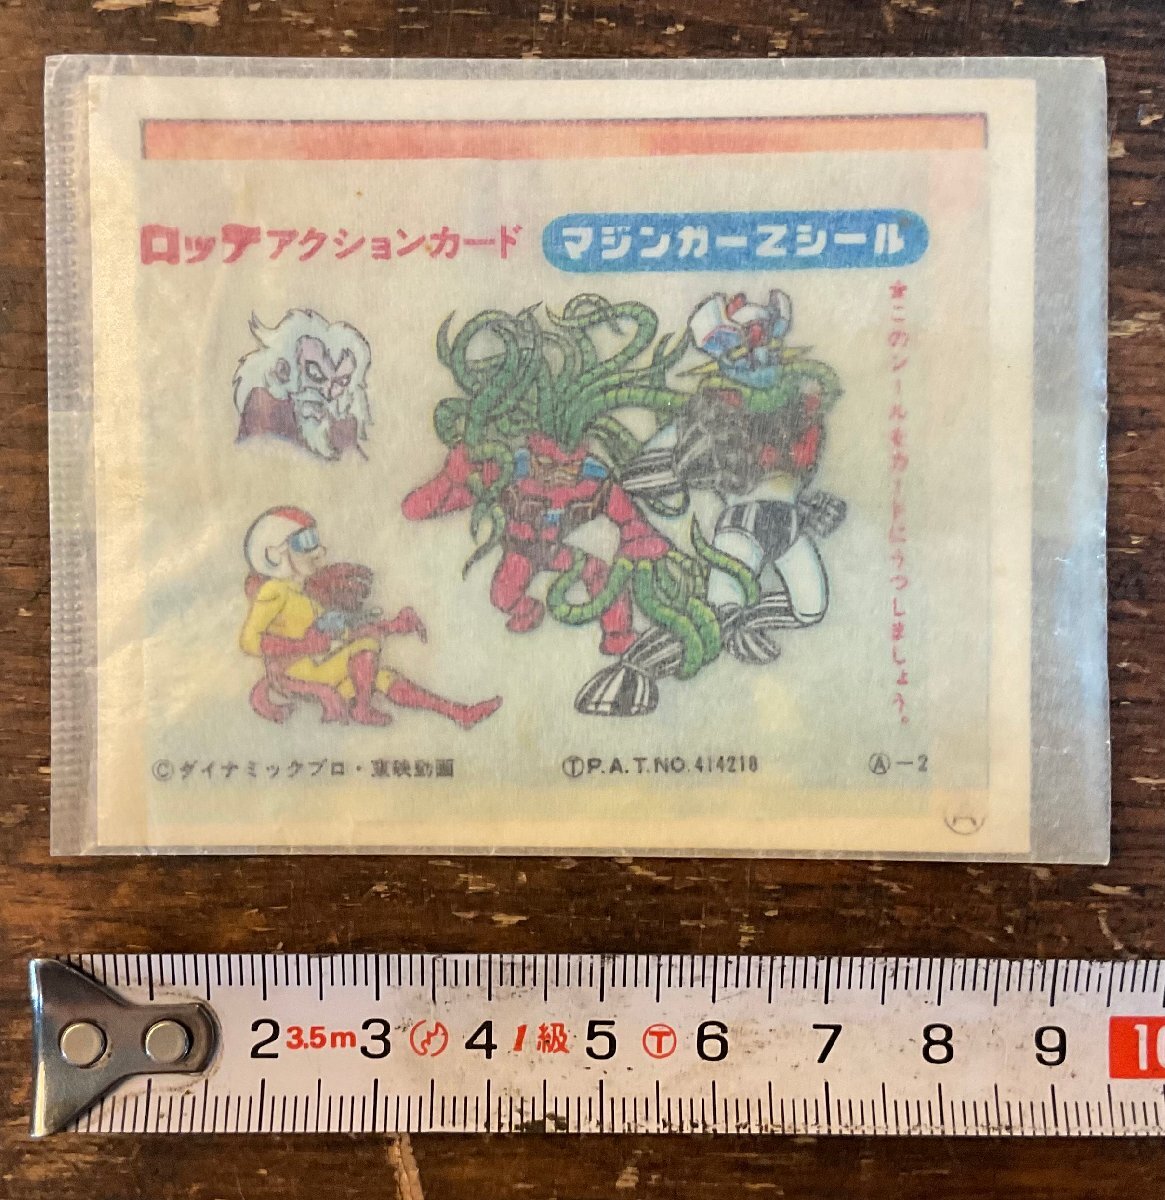 ロッテアクションカード
マジンガーZシール
★このシールをカードにうつしましょう。
©ダイナミックプロ・東映動画
ⓉP.A.T.NO.414218
Ⓐ-2
2 3.5m 3 4 1級 5 Ⓣ 6 7 8 9 10